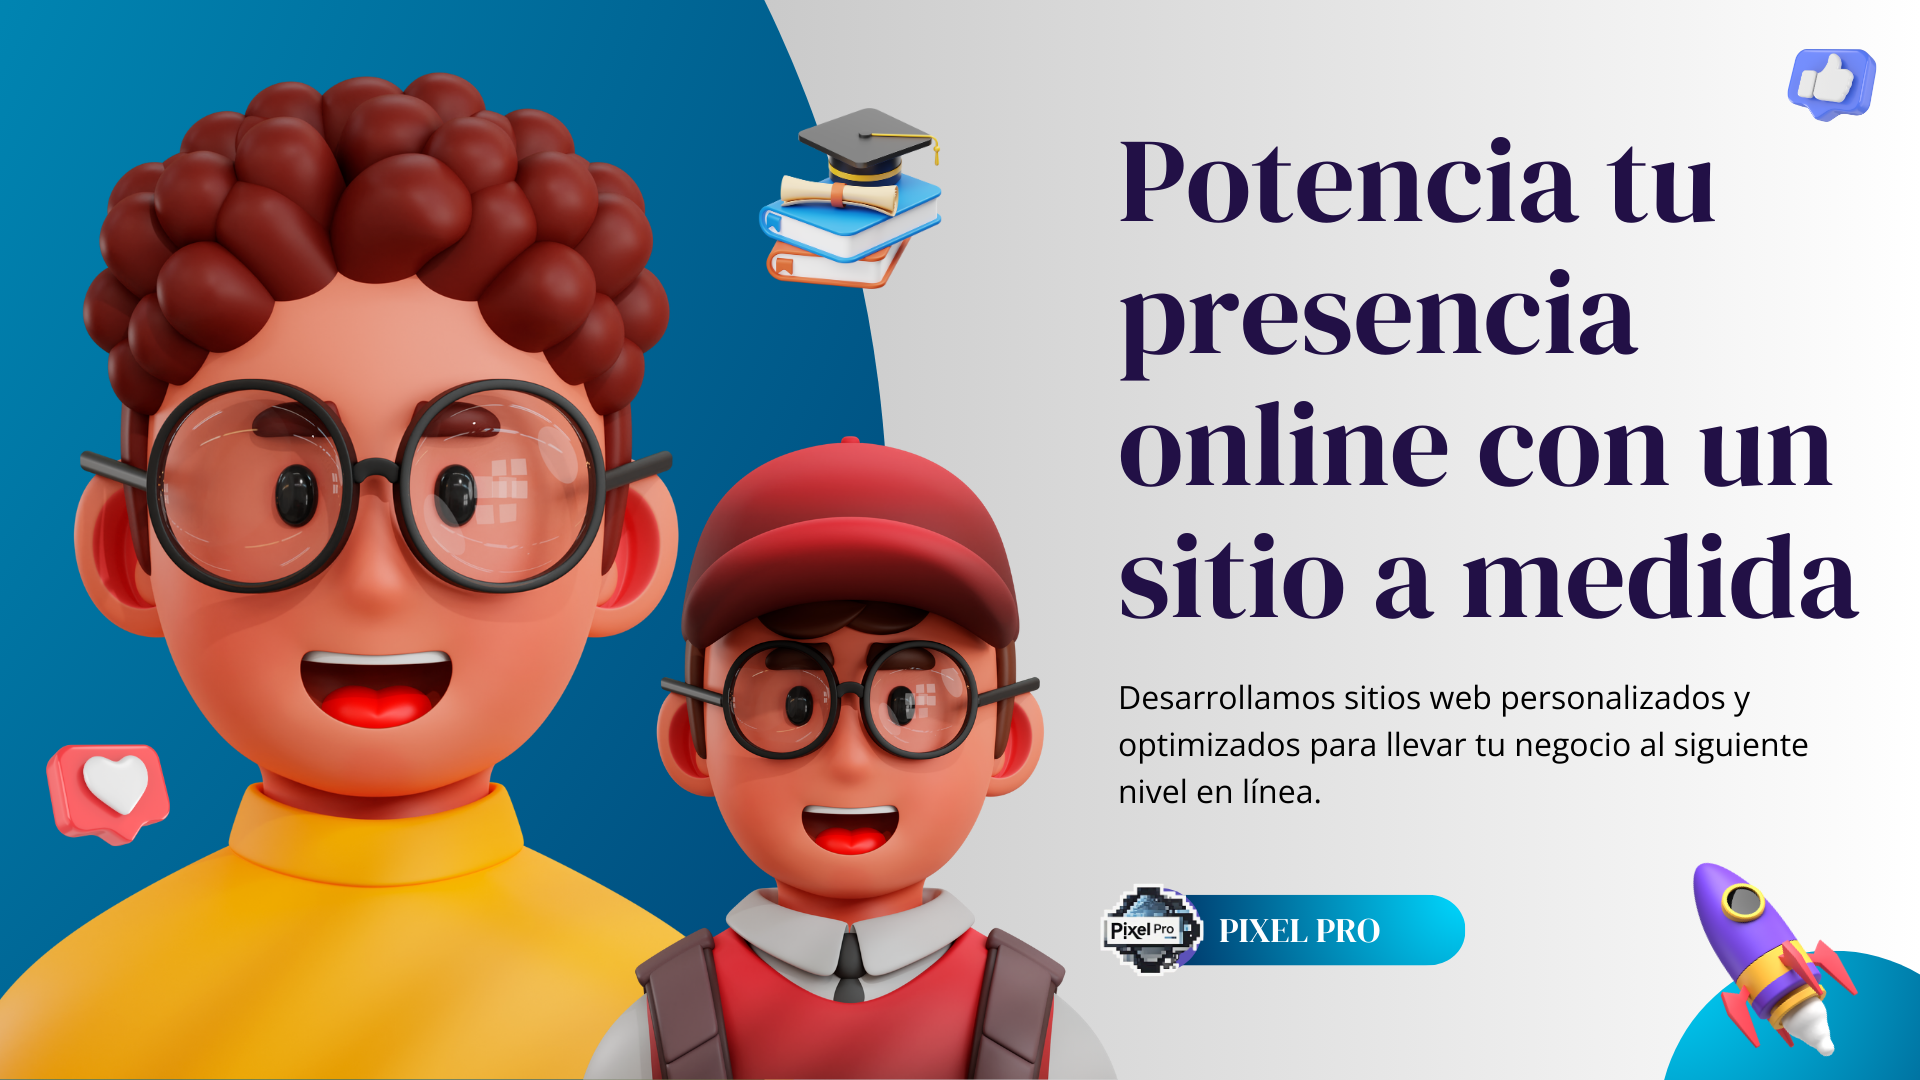 Potencia tu
presencia
online con un
sitio a medida
Desarrollamos sitios web personalizados y
optimizados para llevar tu negocio al siguiente
nivel en línea.
Pixel Pro
PIXEL PRO